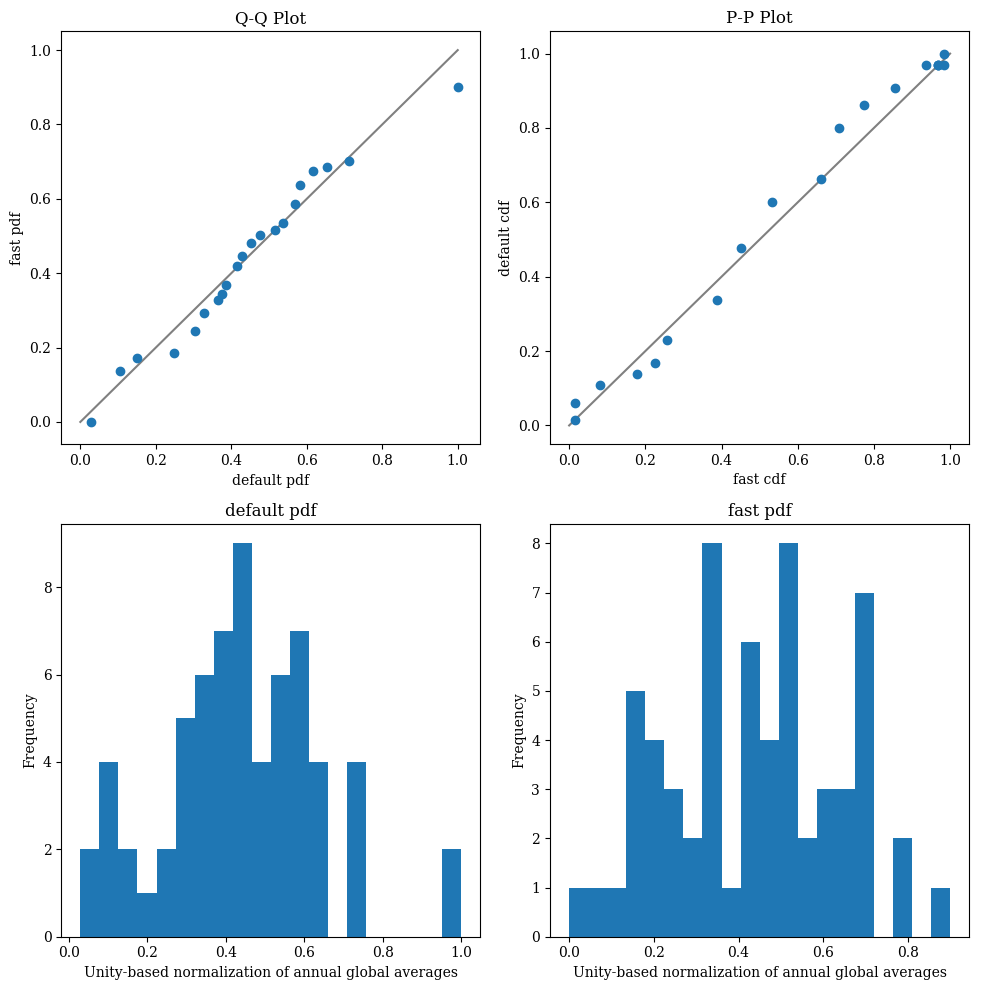 Q-Q Plot
1.0
0.8
0.6
0.4
0.2
0.0
fast pdf
0.0 0.2 0.4 0.6 0.8 1.0
default pdf
P-P Plot
1.0
0.8
0.6
0.4
0.2
0.0
default cdf
0.0 0.2 0.4 0.6 0.8 1.0
fast cdf
default pdf
8
6
4
2
0
Frequency
0.0 0.2 0.4 0.6 0.8 1.0
Unity-based normalization of annual global averages
fast pdf
8
7
6
5
4
3
2
1
0
Frequency
0.0 0.2 0.4 0.6 0.8
Unity-based normalization of annual global averages